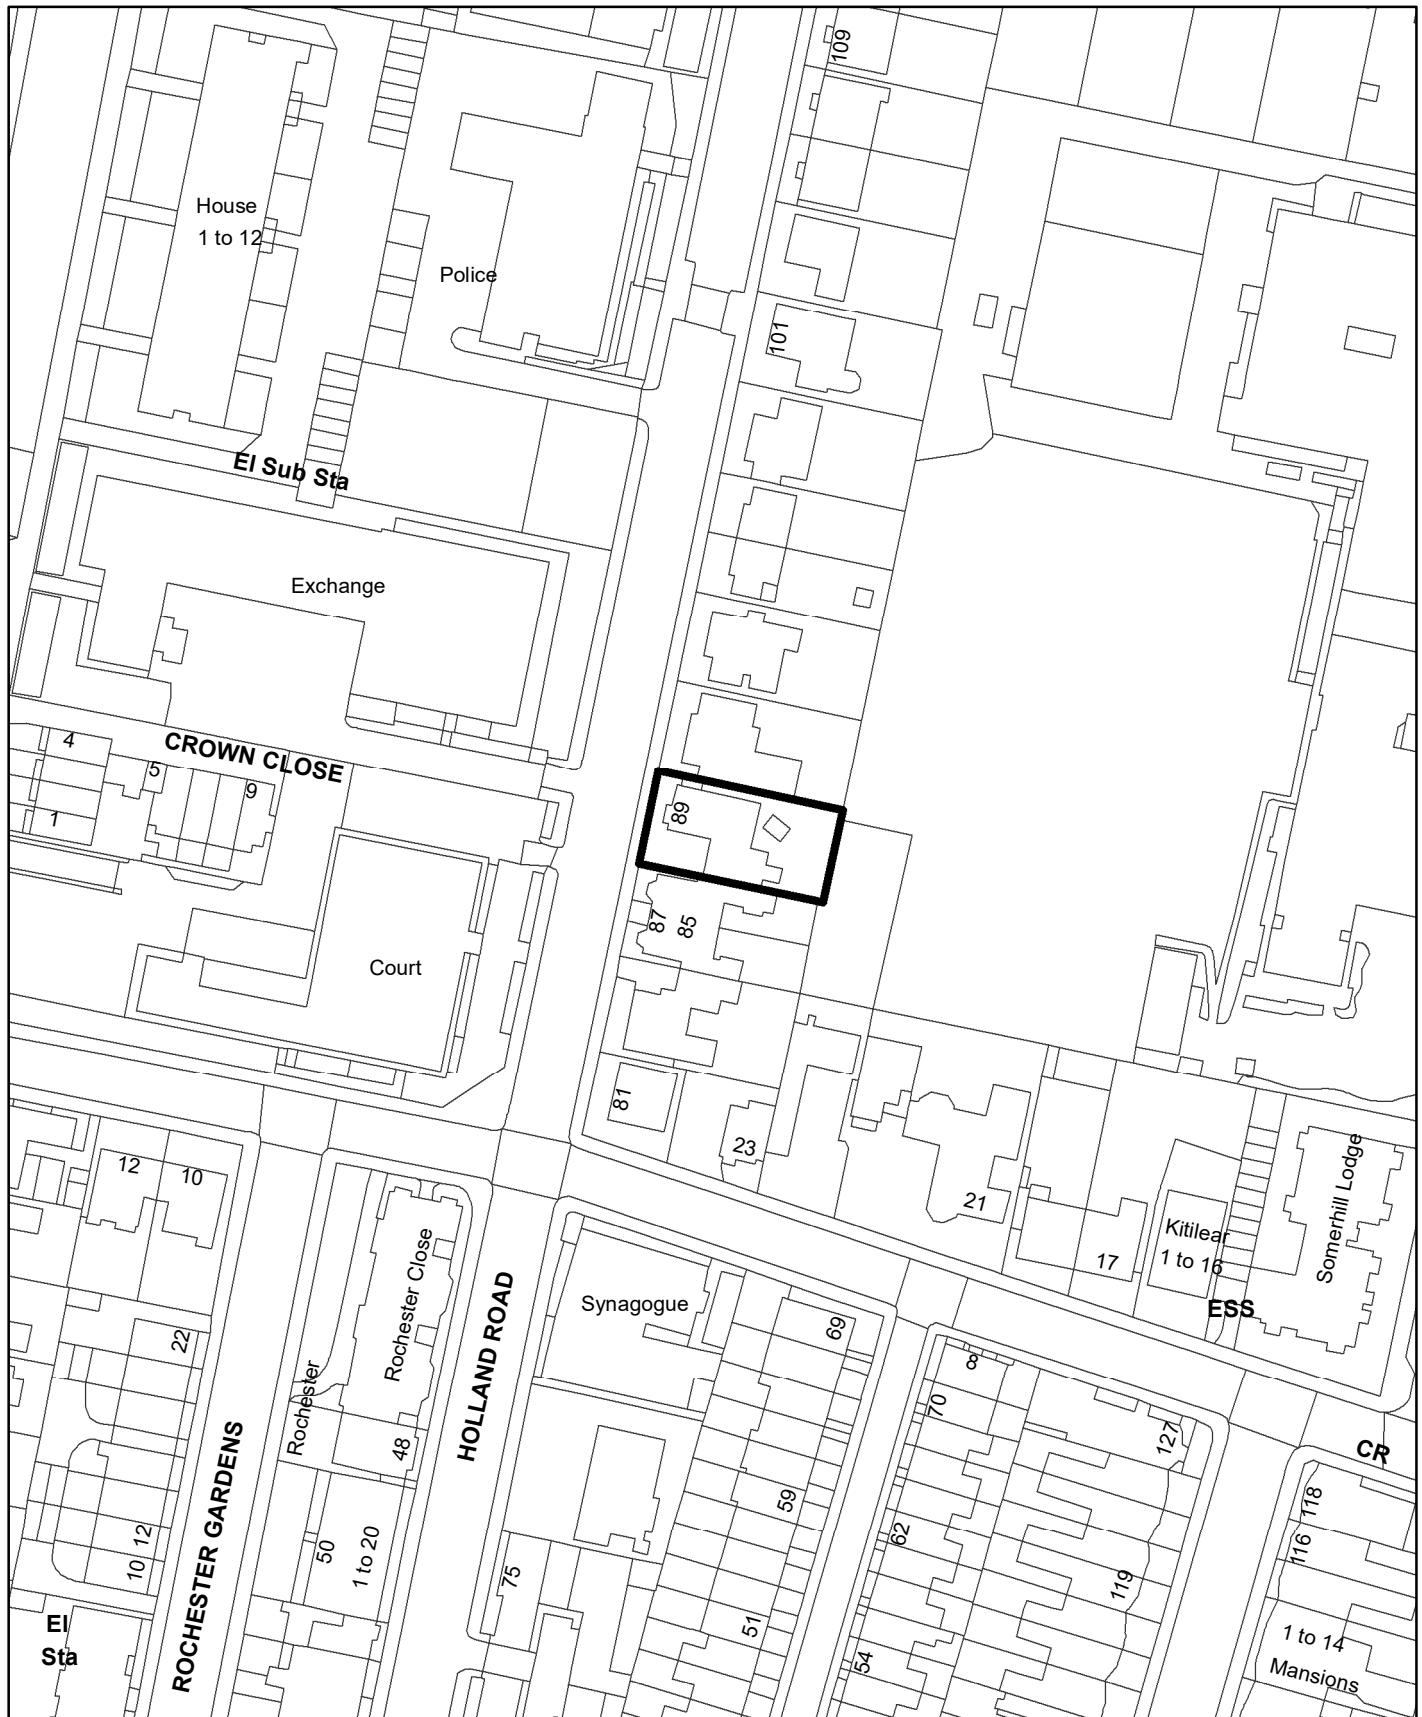 109
House
1 to 12
Police
101
El Sub Sta
Exchange
CROWN CLOSE
4
5
9
1
89
87
85
Court
81
23
12
10
21
17
Kitilear
1 to 16
Somerhill Lodge
ESS
Synagogue
69
8
70
22
Rochester
Rochester Close
HOLLAND ROAD
48
127
CR
59
118
116
62
12
10
ROCHESTER GARDENS
50
1 to 20
75
119
51
54
1 to 14
Mansions
El
Sta